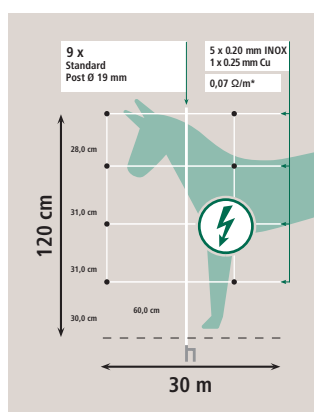 9 x
Standard
Post Ø 19 mm
5 x 0.20 mm INOX
1 x 0.25 mm Cu
0,07 Ω/m*
28,0 cm
31,0 cm
31,0 cm
30,0 cm
60,0 cm
120 cm
30 m